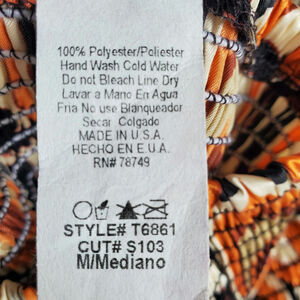 100% Polyester/Poliester
Hand Wash Cold Water
Do not Bleach Line Dry
Lavar a Mano En Agua
Fria No use Blanqueador
Secar Colgado
MADE IN U.S.A.
HECHO EN E.U.A.
RN# 78749
STYLE# T6861
CUT# S103
M/Mediano